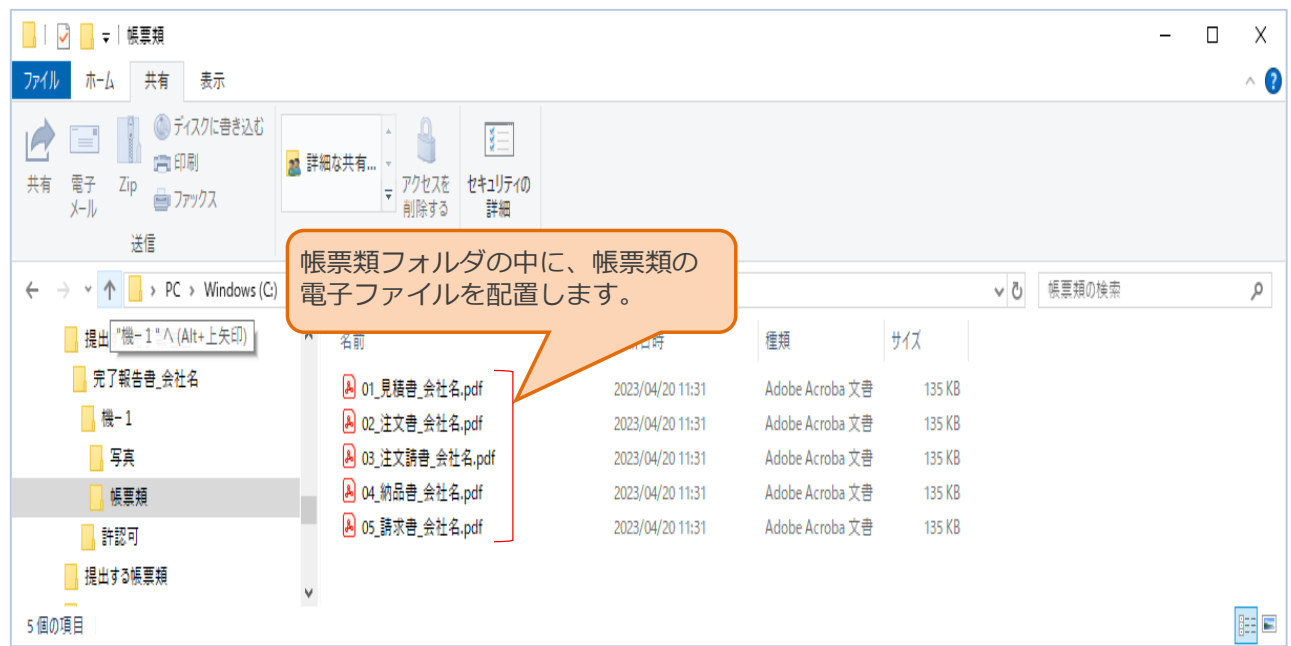 帳票類
ファイル ホーム 共有 表示
共有
電子
メール
Zip
ディスクに書き込む
印刷
ファックス
送信
詳細な共有...
アクセスを
削除する
セキュリティの
詳細
帳票類フォルダの中に、帳票類の
電子ファイルを配置します。
PC › Windows (C:)
帳票類の検索
提出
"機-1" へ (Alt+上矢印)
完了報告書_会社名
機-1
写真
帳票類
許認可
提出する帳票類
名前 日時 種類 サイズ
01_見積書_会社名.pdf 2023/04/20 11:31 Adobe Acroba 文書 135 KB
02_注文書_会社名.pdf 2023/04/20 11:31 Adobe Acroba 文書 135 KB
03_注文請書_会社名.pdf 2023/04/20 11:31 Adobe Acroba 文書 135 KB
04_納品書_会社名.pdf 2023/04/20 11:31 Adobe Acroba 文書 135 KB
05_請求書_会社名.pdf 2023/04/20 11:31 Adobe Acroba 文書 135 KB
5 個の項目